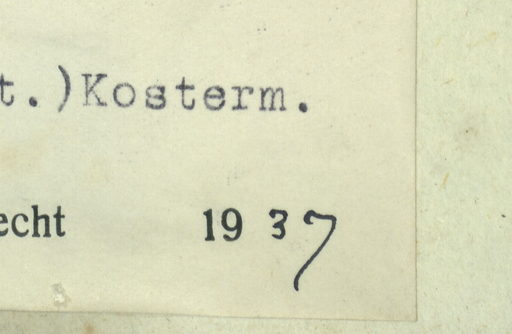 t.)Kosterm.
echt 1937